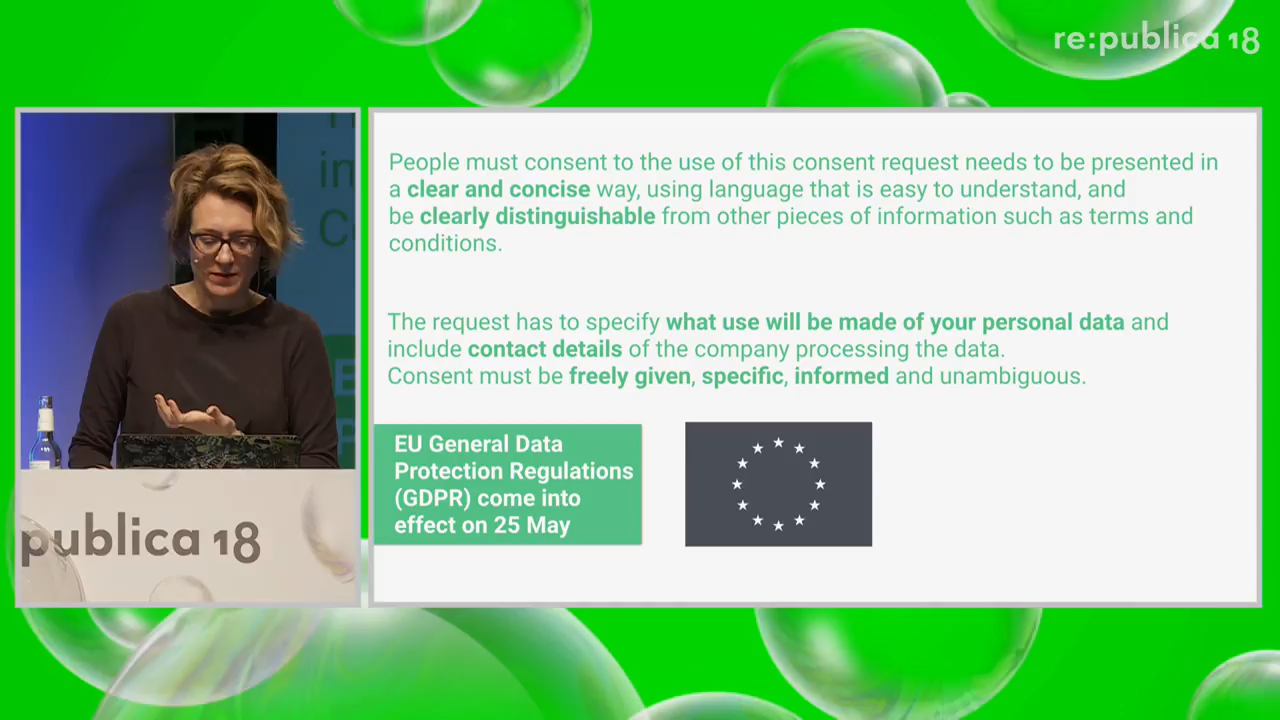 re:publica 18
People must consent to the use of this consent request needs to be presented in
a clear and concise way, using language that is easy to understand, and
be clearly distinguishable from other pieces of information such as terms and
conditions.
The request has to specify what use will be made of your personal data and
include contact details of the company processing the data.
Consent must be freely given, specific, informed and unambiguous.
EU General Data
Protection Regulations
(GDPR) come into
effect on 25 May
publica 18